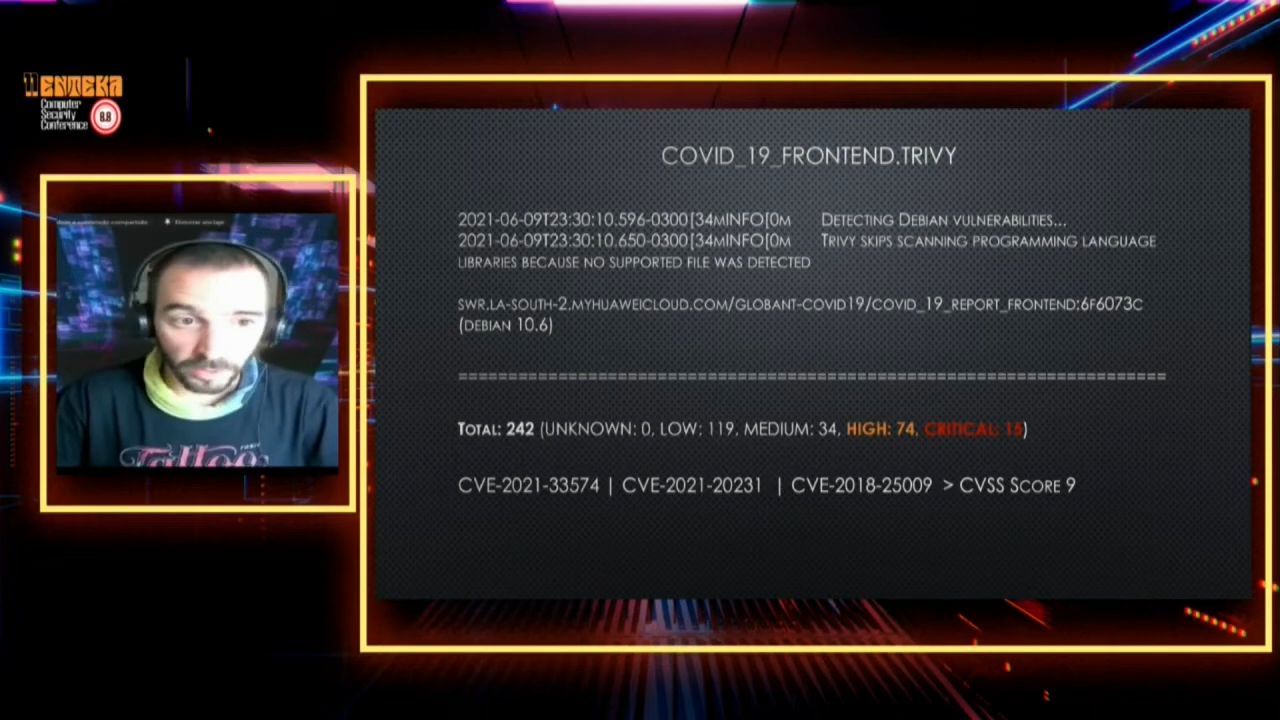 11ENTEKA
Computer
Security
Conference
8.8
COVID_19_FRONTEND.TRIVY
2021-06-09T23:30:10.596-0300[34mINFO[0m Detecting Debian vulnerabilities...
2021-06-09T23:30:10.650-0300[34mINFO[0m Trivy skips scanning programming language
libraries because no supported file was detected
swr.la-south-2.myhuaweicloud.com/globant-covid19/covid_19_report_frontend:6f6073c
(debian 10.6)
=======================================================================
Total: 242 (UNKNOWN: 0, LOW: 119, MEDIUM: 34, HIGH: 74, CRITICAL: 15)
CVE-2021-33574 | CVE-2021-20231 | CVE-2018-25009 > CVSS Score 9